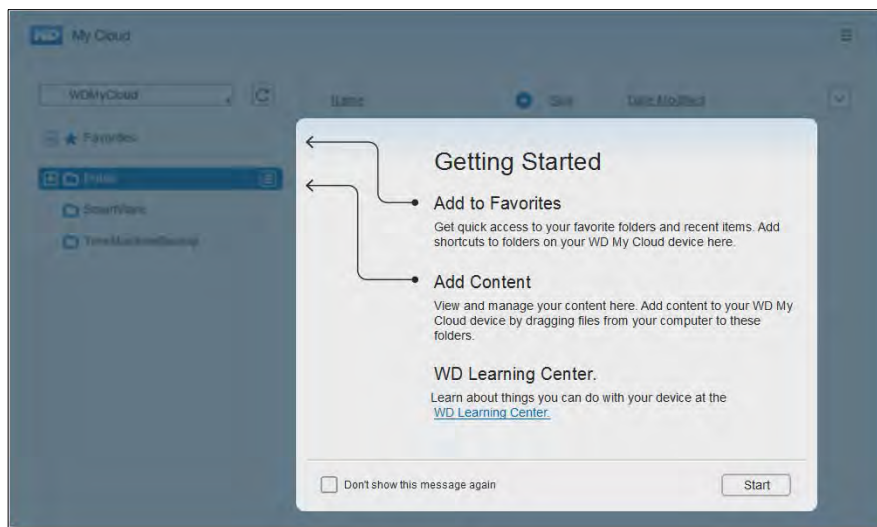 WD My Cloud
WDMyCloud
Name Size Date Modified
Favorites
Public
SmartWare
TimeMachineBackup
Getting Started
Add to Favorites
Get quick access to your favorite folders and recent items. Add
shortcuts to folders on your WD My Cloud device here.
Add Content
View and manage your content here. Add content to your WD My
Cloud device by dragging files from your computer to these
folders.
WD Learning Center.
Learn about things you can do with your device at the
WD Learning Center.
Don't show this message again
Start